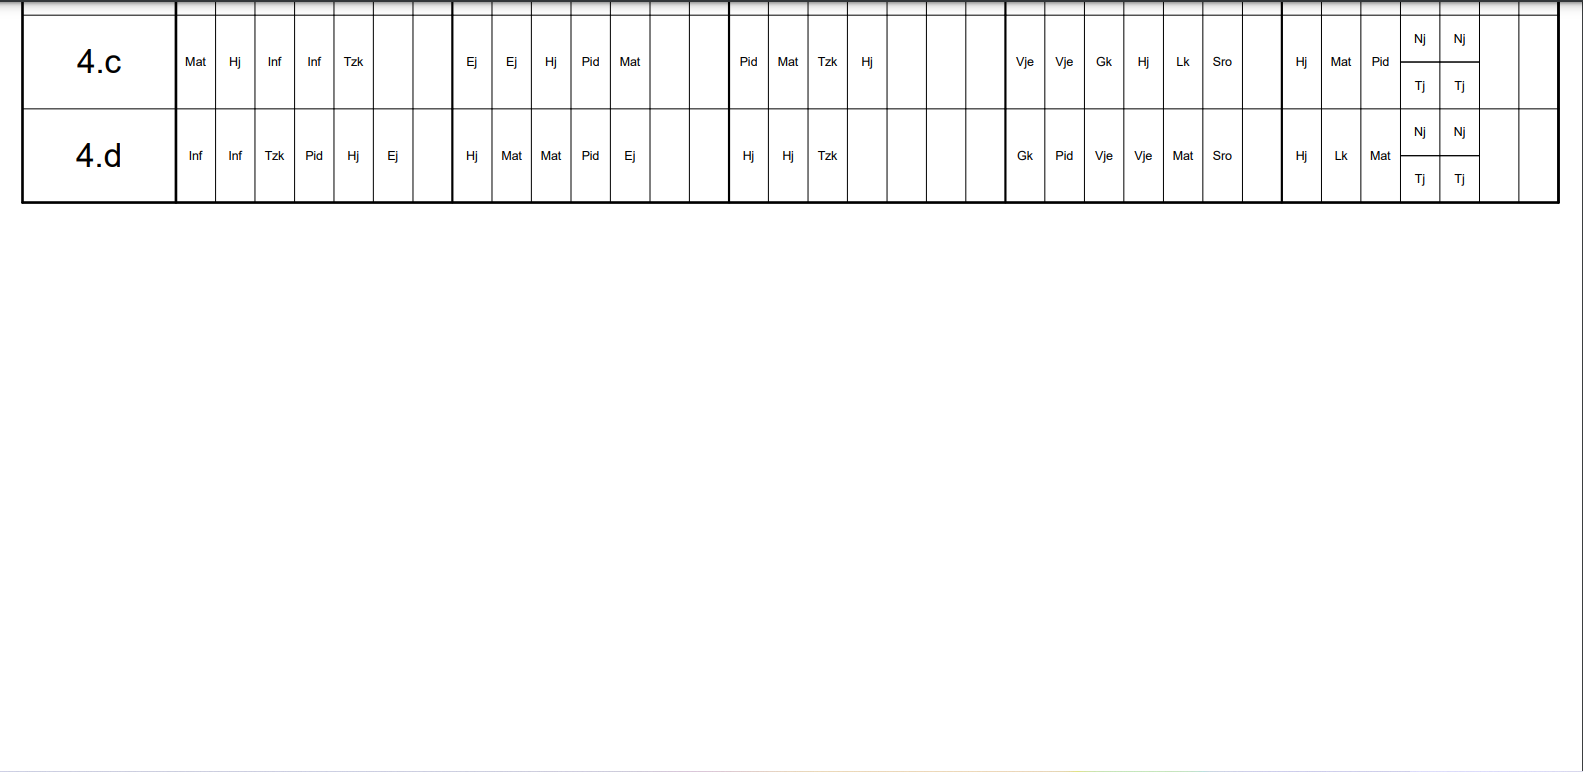 4.c Mat Hj Inf Inf Tzk Ej Ej Hj Pid Mat Pid Mat Tzk Hj Vje Vje Gk Hj Lk Sro Hj Mat Pid Nj Nj
Tj Tj
4.d Inf Inf Tzk Pid Hj Ej Hj Mat Mat Pid Ej Hj Hj Tzk Gk Pid Vje Vje Mat Sro Hj Lk Mat Nj Nj
Tj Tj